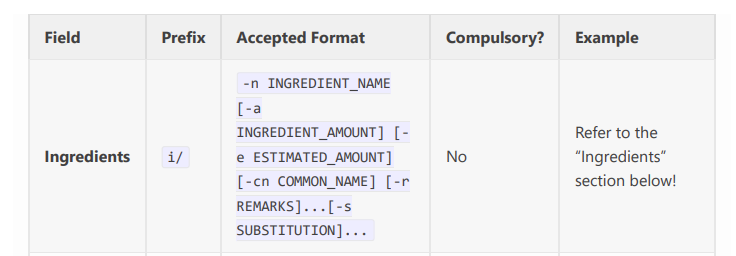 Field Prefix Accepted Format Compulsory? Example
Ingredients i/ -n INGREDIENT_NAME
[-a
INGREDIENT_AMOUNT] [-
e ESTIMATED_AMOUNT]
[-cn COMMON_NAME] [-r
REMARKS]...[-s
SUBSTITUTION]...
No
Refer to the
“Ingredients”
section below!